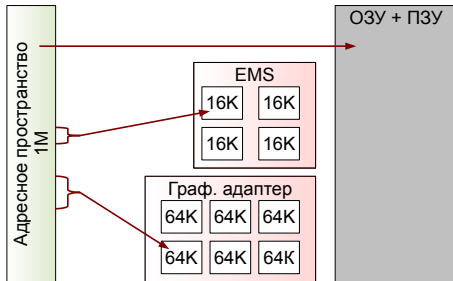 ОЗУ + ПЗУ
Адресное пространство
1М
EMS
16K 16K
16K 16K
Граф. адаптер
64K 64K 64K
64K 64K 64K